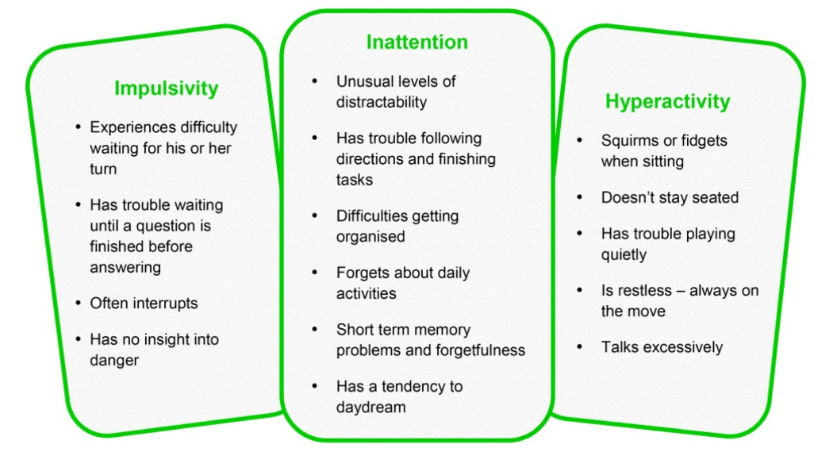 Impulsivity
• Experiences difficulty
waiting for his or her
turn
• Has trouble waiting
until a question is
finished before
answering
• Often interrupts
• Has no insight into
danger
Inattention
• Unusual levels of
distractability
• Has trouble following
directions and finishing
tasks
• Difficulties getting
organised
• Forgets about daily
activities
• Short term memory
problems and forgetfulness
• Has a tendency to
daydream
Hyperactivity
• Squirms or fidgets
when sitting
• Doesn’t stay seated
• Has trouble playing
quietly
• Is restless – always on
the move
• Talks excessively